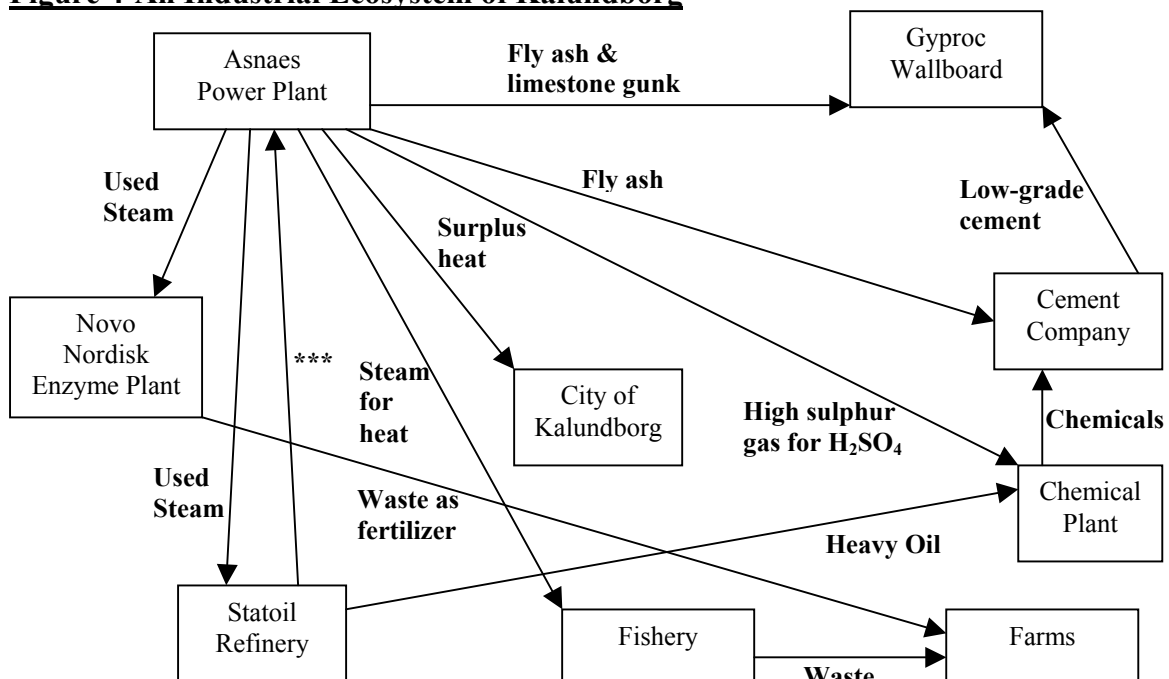 Figure 4 An Industrial Ecosystem of Kalundborg
Asnaes
Power Plant
Fly ash &
limestone gunk
Gyproc
Wallboard
Used
Steam
Fly ash
Low-grade
cement
Surplus
heat
Novo
Nordisk
Enzyme Plant
***
Steam
for
heat
City of
Kalundborg
Cement
Company
High sulphur
gas for H₂SO₄
Chemicals
Used
Steam
Waste as
fertilizer
Heavy Oil
Chemical
Plant
Statoil
Refinery
Fishery
Farms
Waste